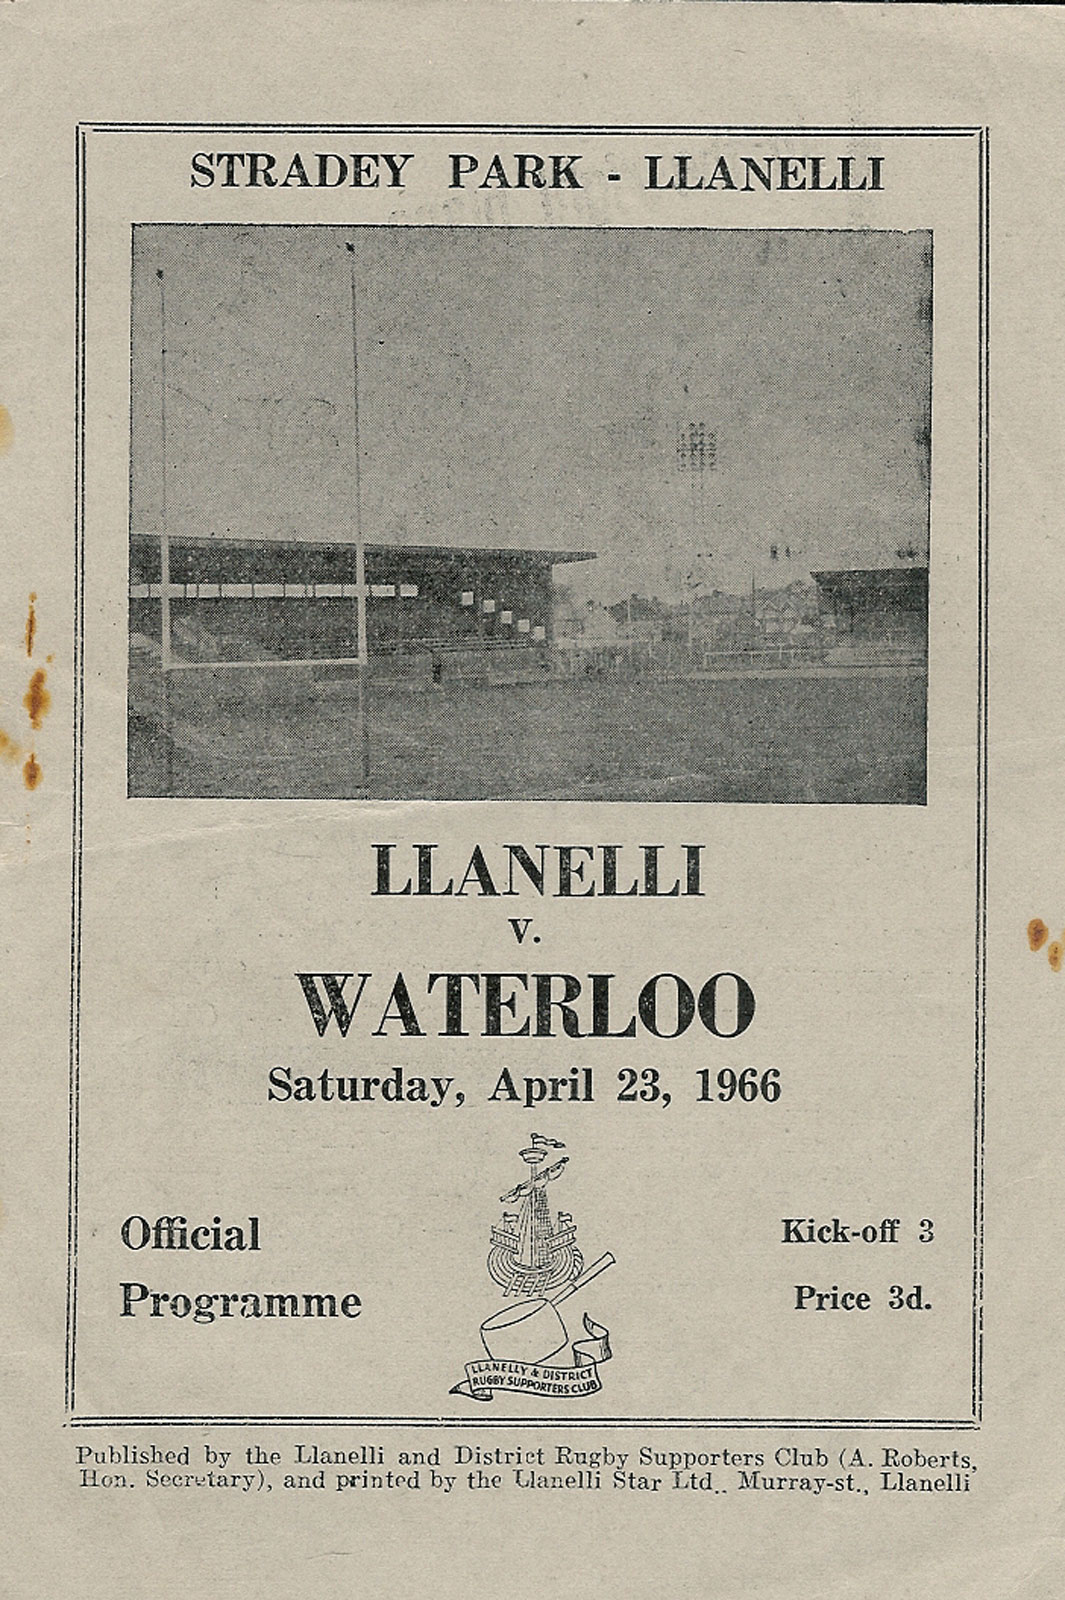 STRADEY PARK - LLANELLI
LLANELLI
v.
WATERLOO
Saturday, April 23, 1966
Official
Programme
Kick-off 3
Price 3d.
LLANELLY & DISTRICT
RUGBY SUPPORTERS CLUB
Published by the Llanelli and District Rugby Supporters Club (A. Roberts,
Hon. Secretary), and printed by the Llanelli Star Ltd., Murray-st., Llanelli